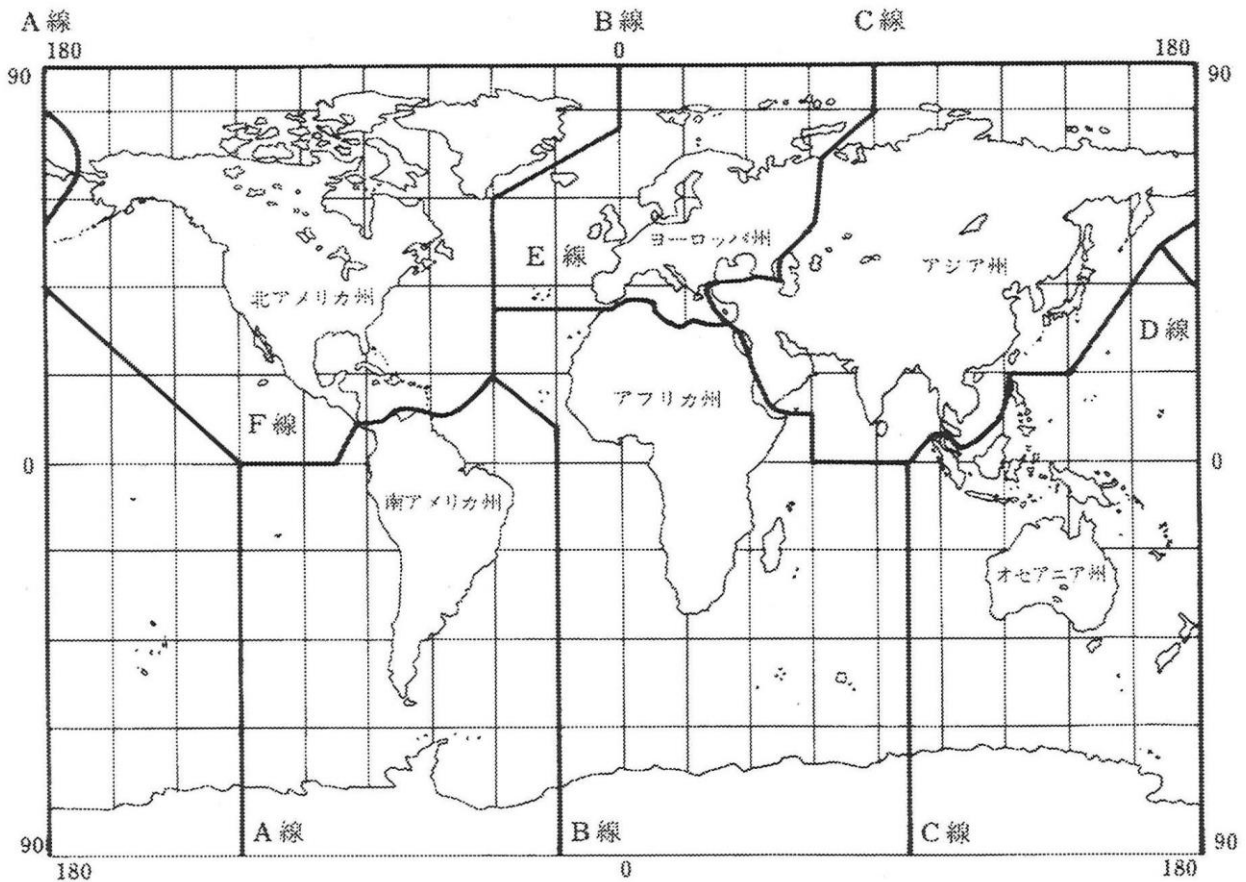 A線 B線 C線
180 0 180
90 90
ヨーロッパ州
E線
アジア州
北アメリカ州
D線
アフリカ州
F線
0 0
南アメリカ州
オセアニア州
A線 B線 C線
90 90
180 0 180